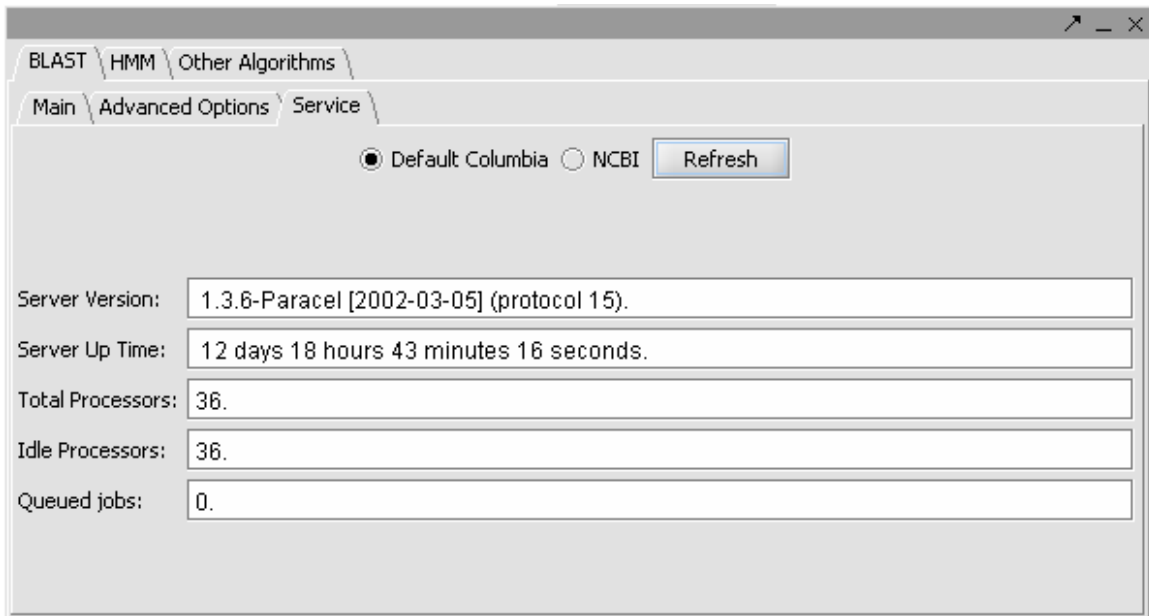 BLAST HMM Other Algorithms
Main Advanced Options Service
Default Columbia NCBI Refresh
Server Version: 1.3.6-Paracel [2002-03-05] (protocol 15).
Server Up Time: 12 days 18 hours 43 minutes 16 seconds.
Total Processors: 36.
Idle Processors: 36.
Queued jobs: 0.